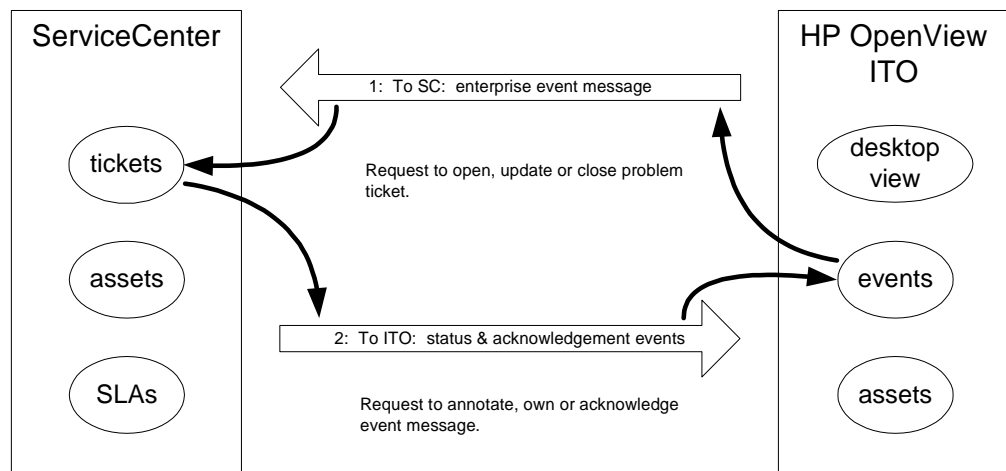 ServiceCenter
HP OpenView
ITO
1: To SC: enterprise event message
tickets
desktop
view
Request to open, update or close problem
ticket.
assets
events
2: To ITO: status & acknowledgement events
SLAs
assets
Request to annotate, own or acknowledge
event message.